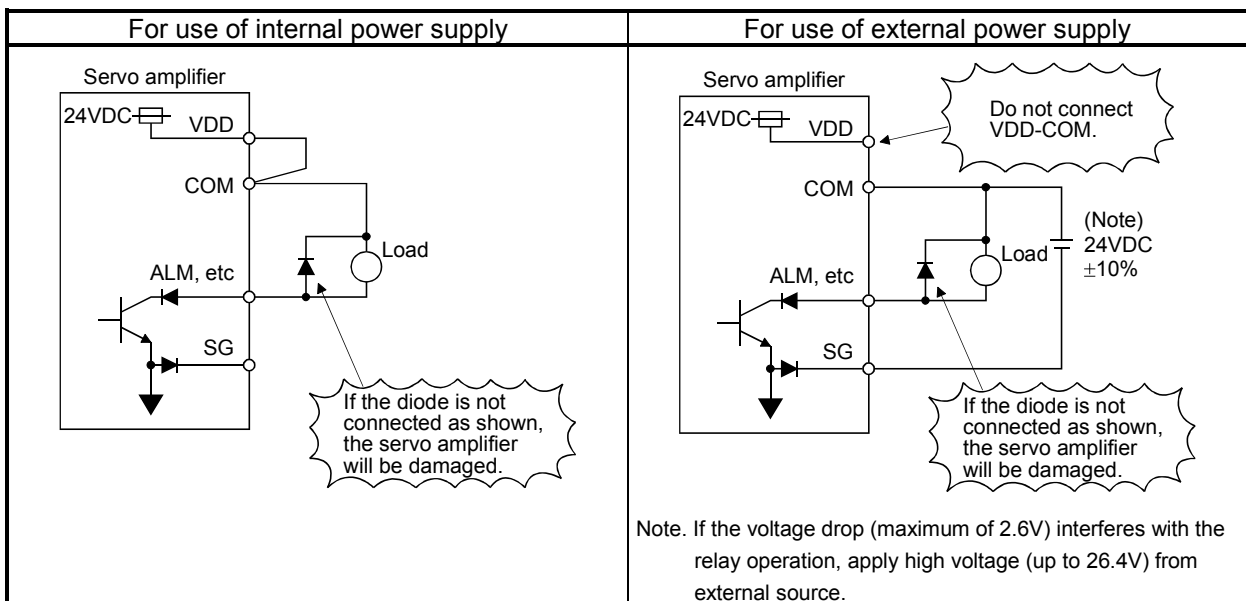 For use of internal power supply
For use of external power supply
Servo amplifier
24VDC
VDD
COM
Load
ALM, etc
SG
If the diode is not
connected as shown,
the servo amplifier
will be damaged.
Servo amplifier
24VDC
VDD
Do not connect
VDD-COM.
COM
(Note)
24VDC
±10%
Load
ALM, etc
SG
If the diode is not
connected as shown,
the servo amplifier
will be damaged.
Note. If the voltage drop (maximum of 2.6V) interferes with the
relay operation, apply high voltage (up to 26.4V) from
external source.